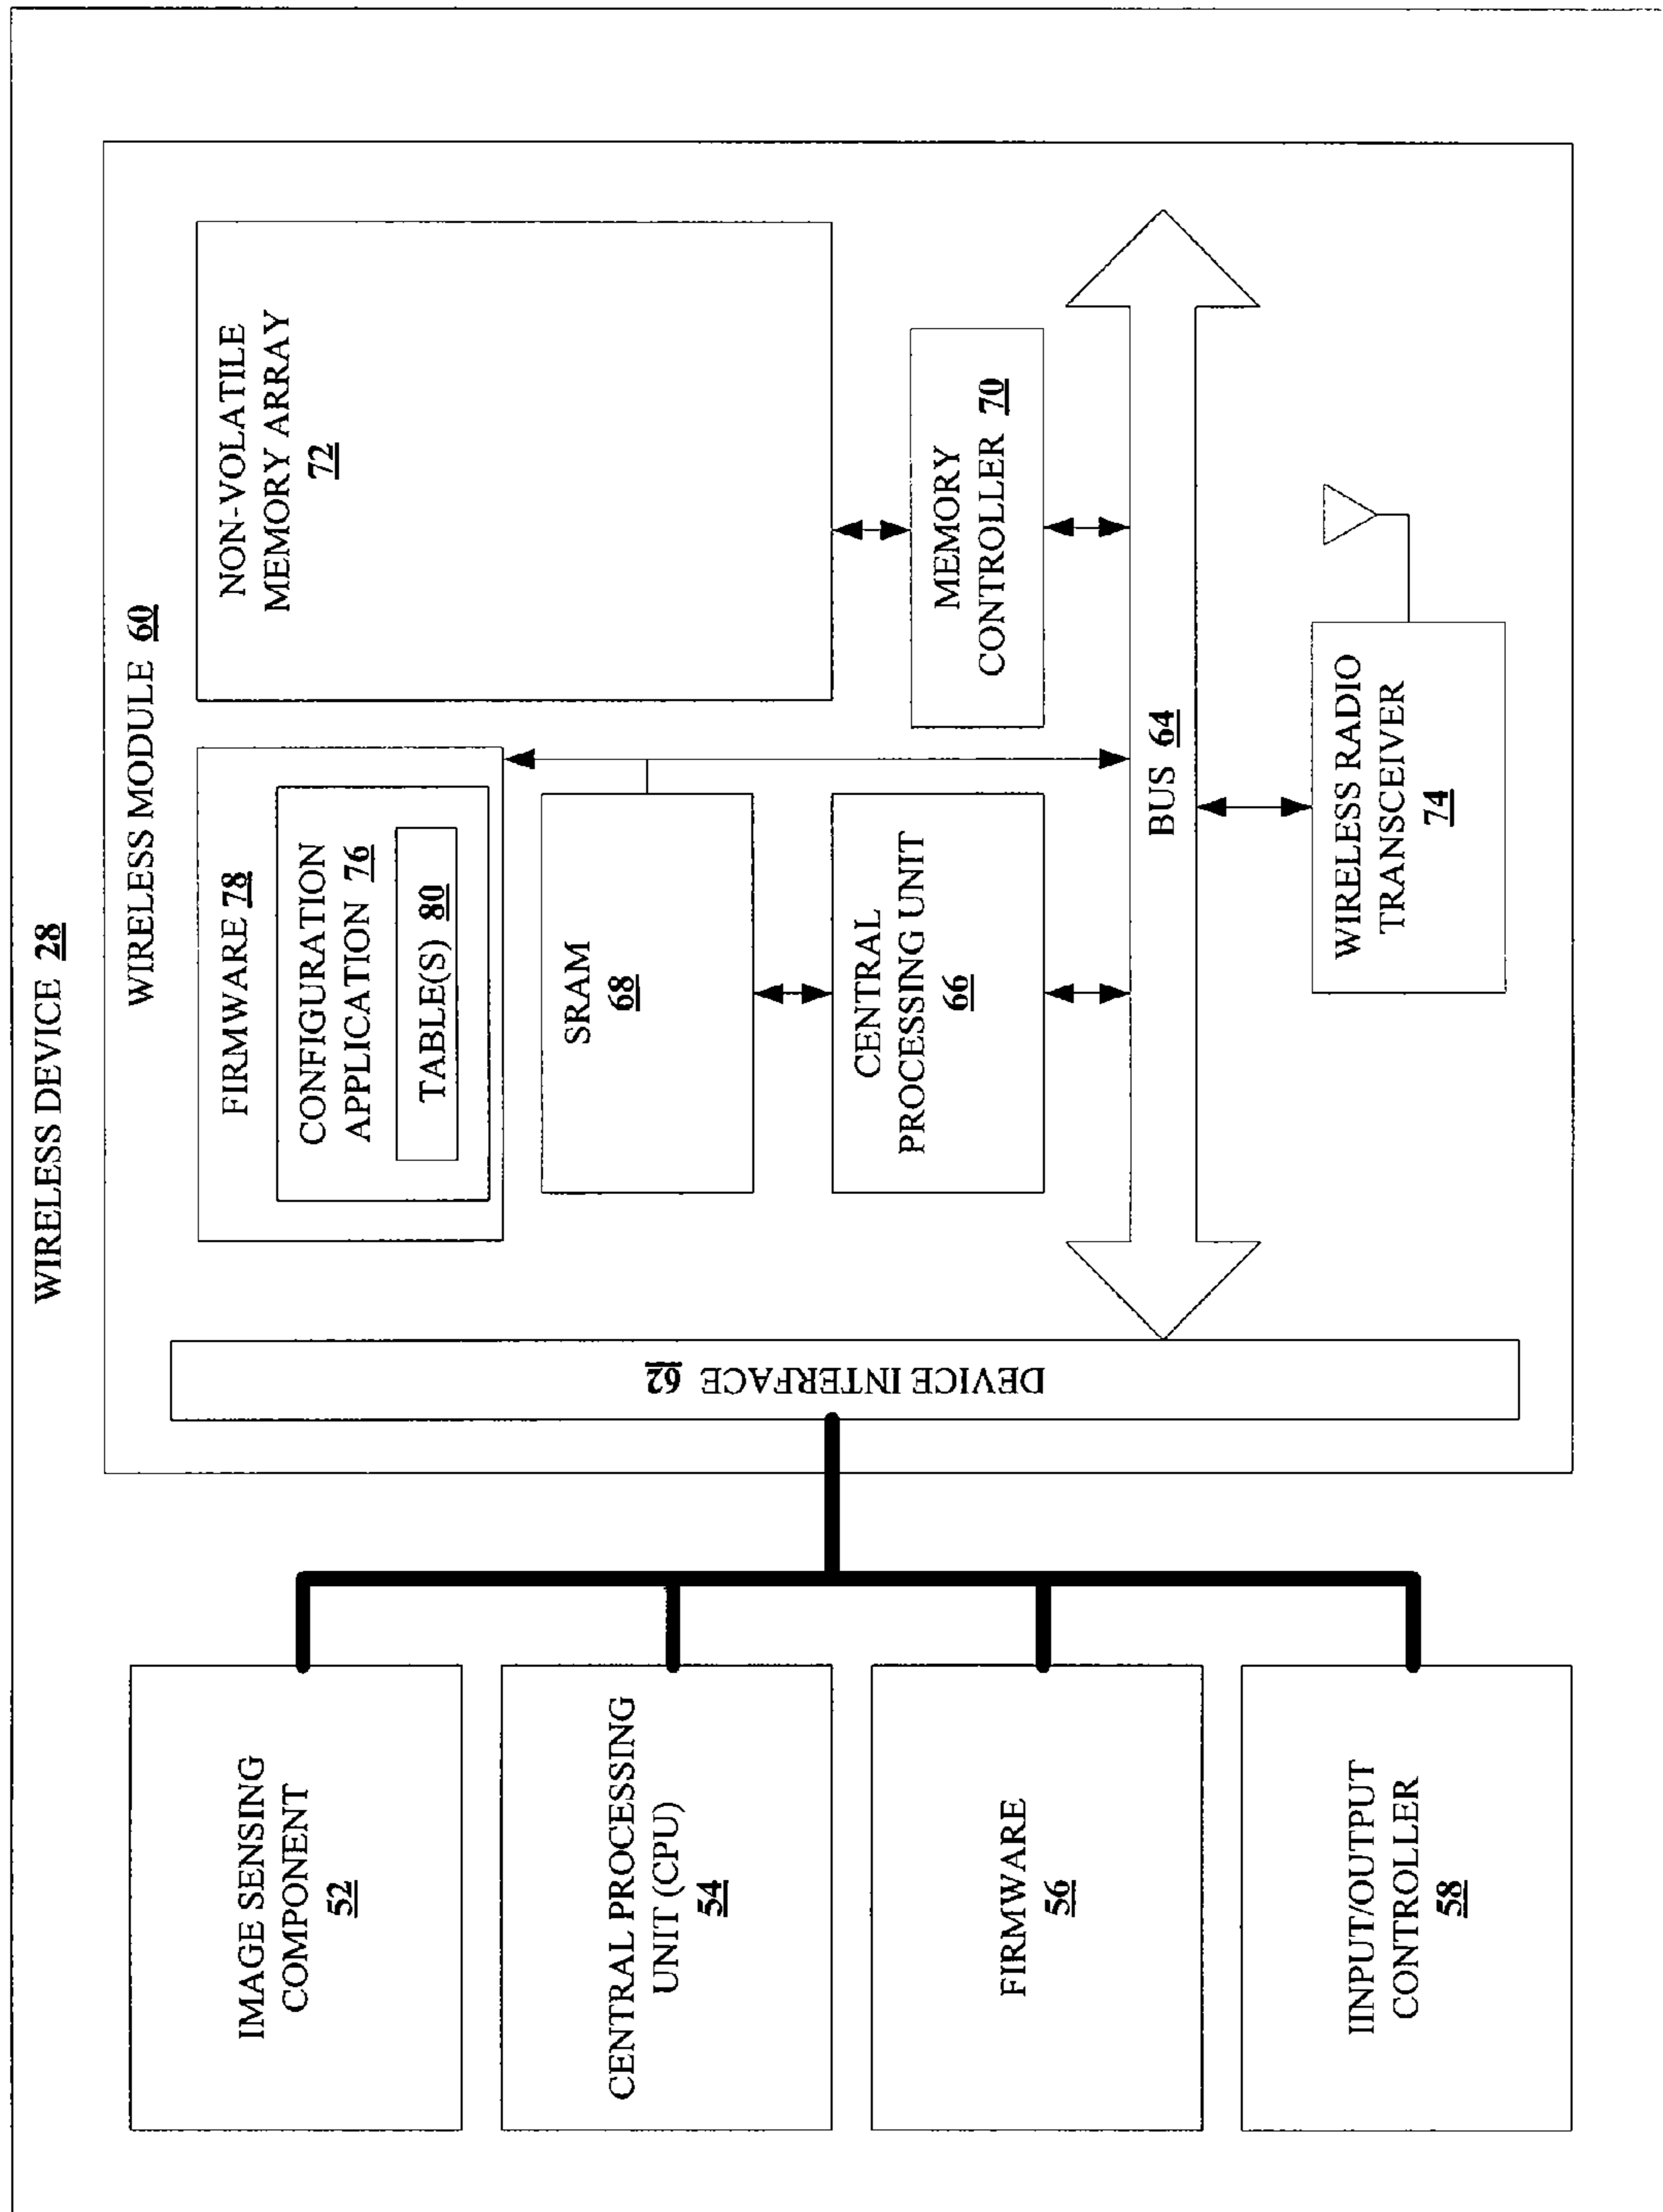 WIRELESS DEVICE 28
IMAGE SENSING
COMPONENT
52
CENTRAL PROCESSING
UNIT (CPU)
54
FIRMWARE
56
IINPUT/OUTPUT
CONTROLLER
58
WIRELESS MODULE 60
DEVICE INTERFACE 62
FIRMWARE 78
CONFIGURATION
APPLICATION 76
TABLE(S) 80
SRAM
68
CENTRAL
PROCESSING UNIT
66
NON-VOLATILE
MEMORY ARRAY
72
MEMORY
CONTROLLER 70
BUS 64
WIRELESS RADIO
TRANSCEIVER
74